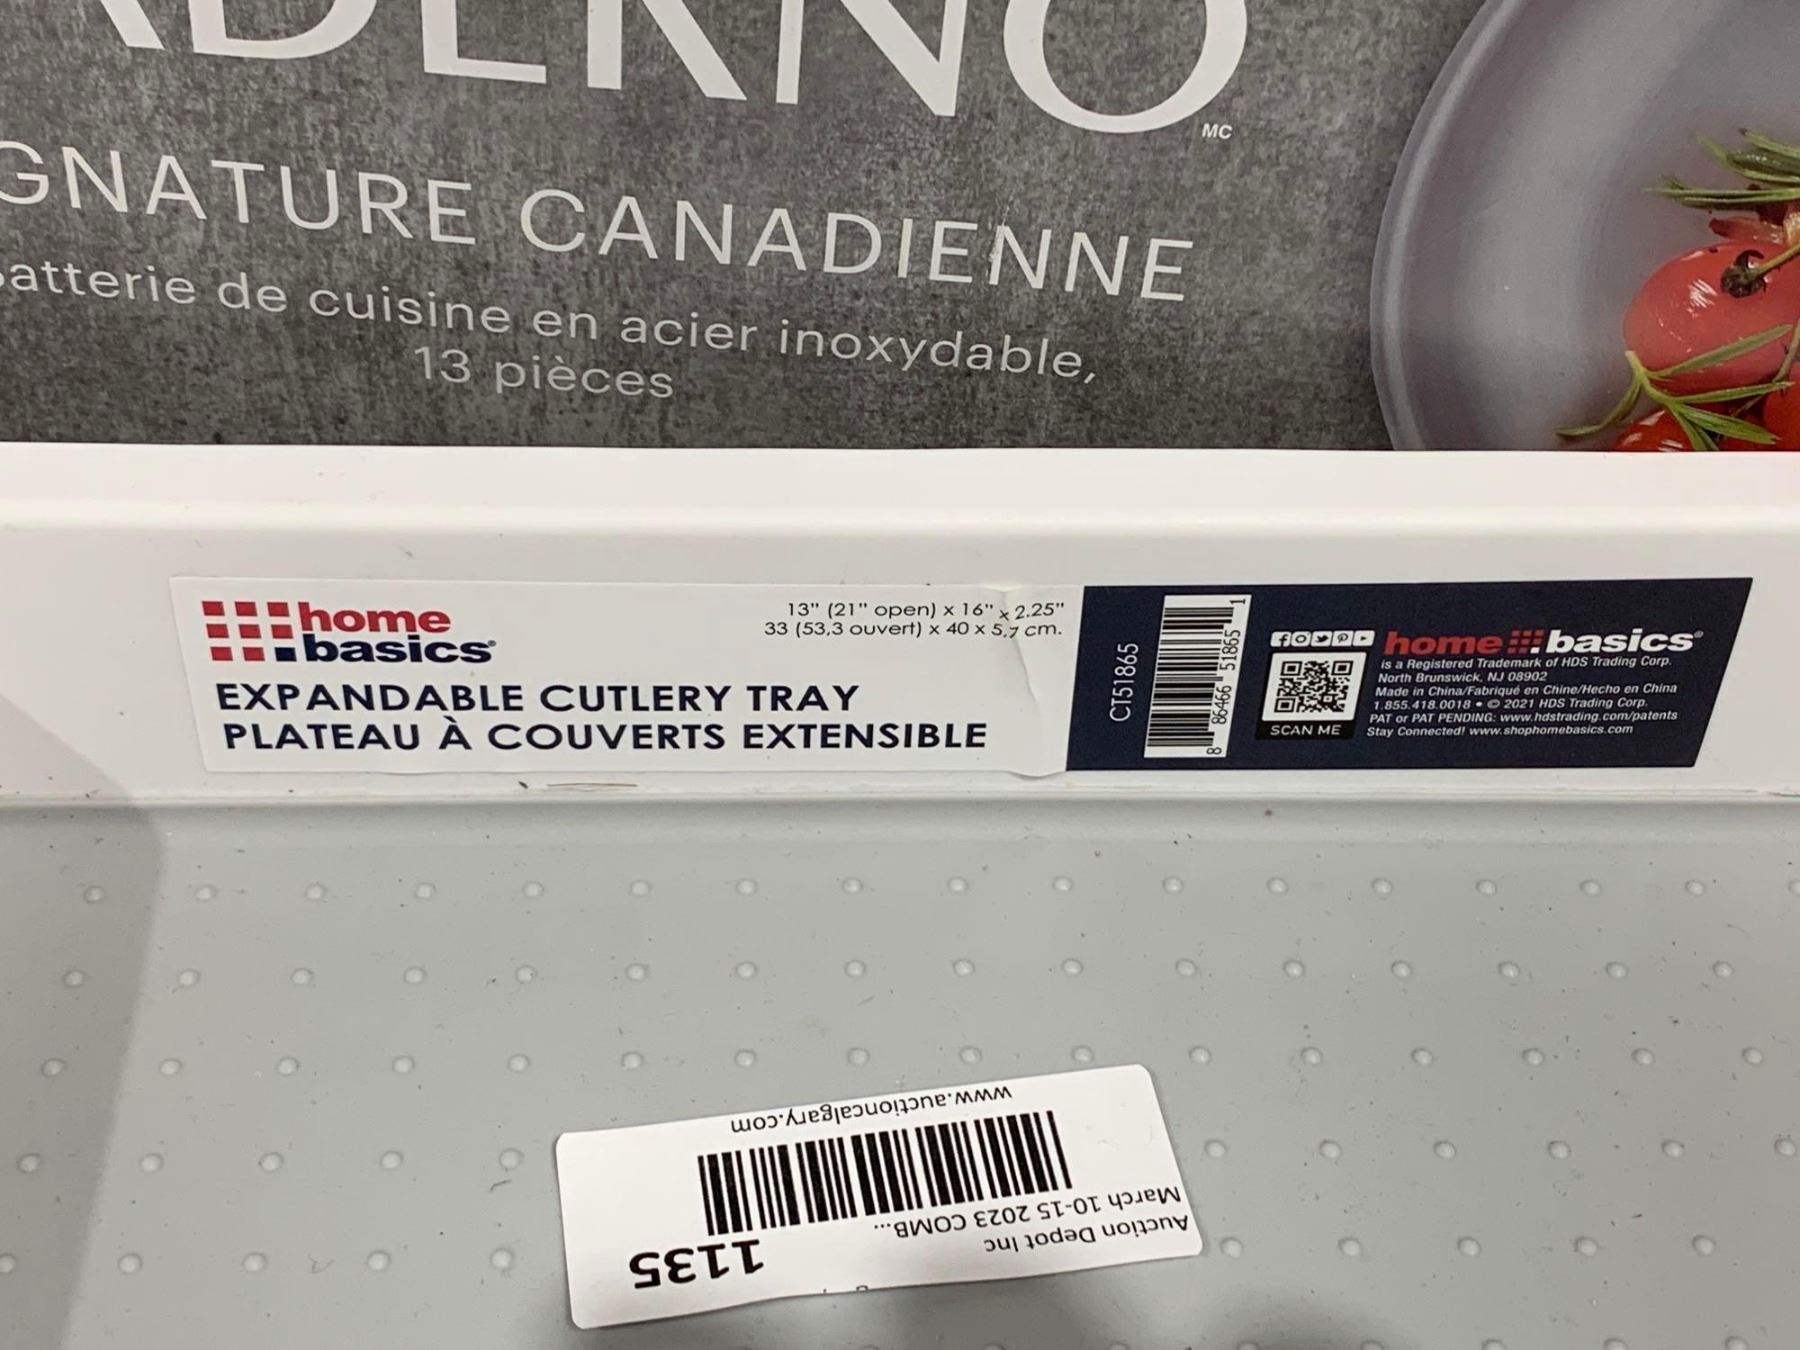 MC
CANADIENNE
de cuisine en acier inoxydable,
13 pièces
home
basics®
13" (21" open) x 16" x 2.25"
33 (53,3 ouvert) x 40 x 5,7 cm.
EXPANDABLE CUTLERY TRAY
PLATEAU À COUVERTS EXTENSIBLE
CT51865
8 86466 51865 1
SCAN ME
home basics®
is a Registered Trademark of HDS Trading Corp.
North Brunswick, NJ 08902
Made in China/Fabriqué en Chine/Hecho en China
1.855.418.0018 • © 2021 HDS Trading Corp.
PAT or PAT PENDING: www.hdstrading.com/patents
Stay Connected! www.shophomebasics.com
Auction Depot Inc
March 10-15 2023 COMB...
1135
www.auctioncalgary.com